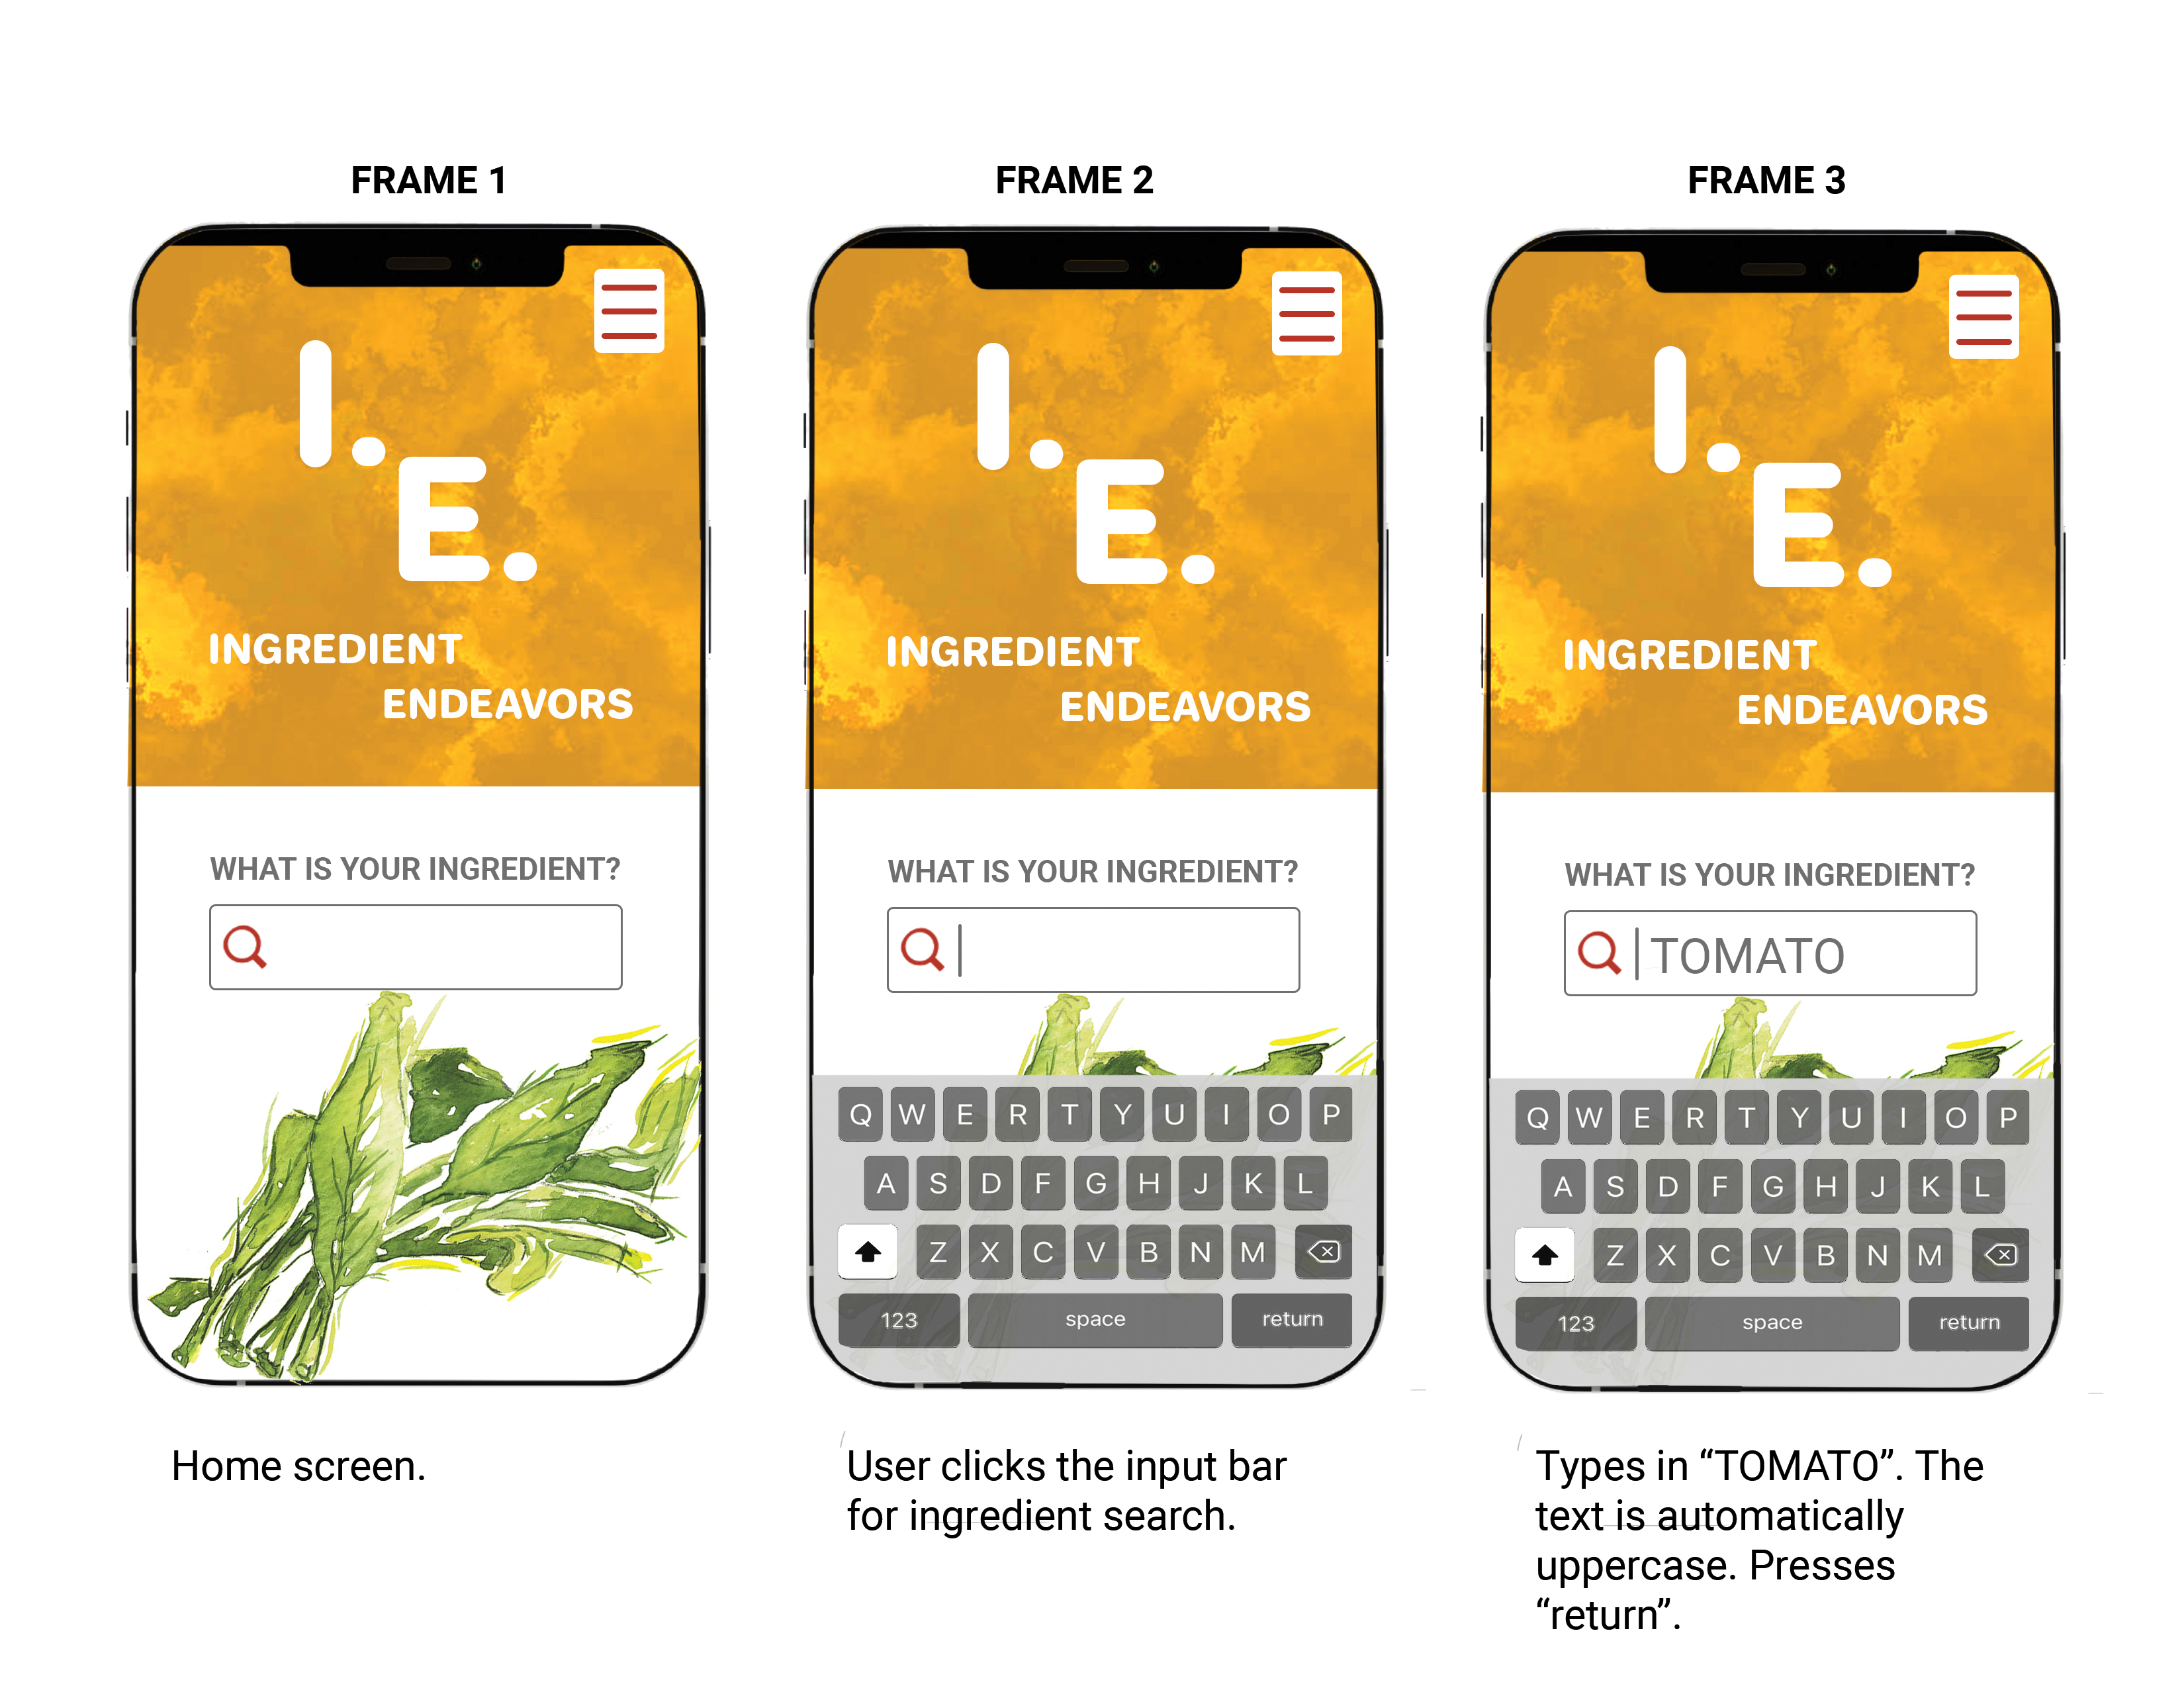 FRAME 1
I.
E.
INGREDIENT
ENDEAVORS
WHAT IS YOUR INGREDIENT?
Home screen.
FRAME 2
I.
E.
INGREDIENT
ENDEAVORS
WHAT IS YOUR INGREDIENT?
Q W E R T Y U I O P
A S D F G H J K L
Z X C V B N M
123 space return
User clicks the input bar
for ingredient search.
FRAME 3
I.
E.
INGREDIENT
ENDEAVORS
WHAT IS YOUR INGREDIENT?
TOMATO
Q W E R T Y U I O P
A S D F G H J K L
Z X C V B N M
123 space return
Types in “TOMATO”. The
text is automatically
uppercase. Presses
“return”.